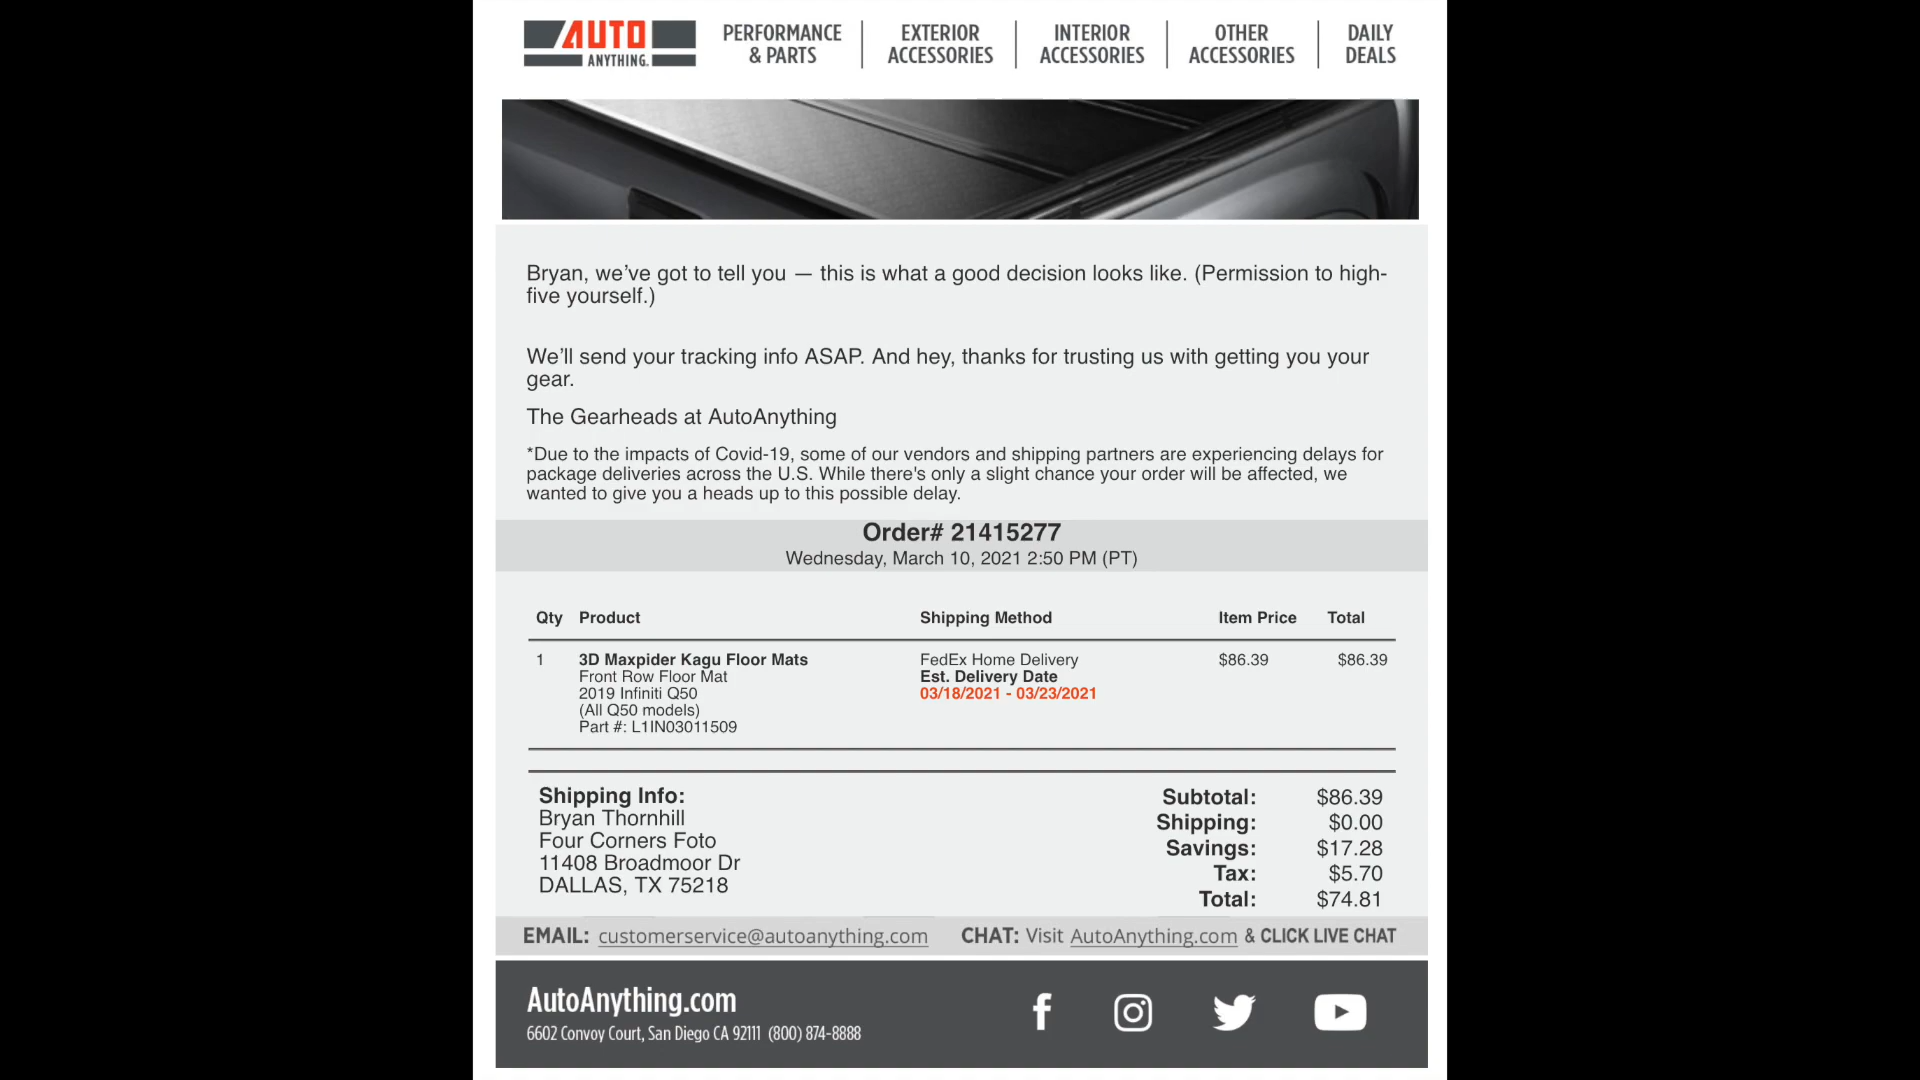 AUTO
ANYTHING.
PERFORMANCE
& PARTS
EXTERIOR
ACCESSORIES
INTERIOR
ACCESSORIES
OTHER
ACCESSORIES
DAILY
DEALS
Bryan, we've got to tell you — this is what a good decision looks like. (Permission to high-
five yourself.)
We'll send your tracking info ASAP. And hey, thanks for trusting us with getting you your
gear.
The Gearheads at AutoAnything
*Due to the impacts of Covid-19, some of our vendors and shipping partners are experiencing delays for
package deliveries across the U.S. While there's only a slight chance your order will be affected, we
wanted to give you a heads up to this possible delay.
Order# 21415277
Wednesday, March 10, 2021 2:50 PM (PT)
Qty Product Shipping Method Item Price Total
1 3D Maxpider Kagu Floor Mats FedEx Home Delivery $86.39 $86.39
Front Row Floor Mat Est. Delivery Date
2019 Infiniti Q50 03/18/2021 - 03/23/2021
(All Q50 models)
Part #: L1IN03011509
Shipping Info:
Bryan Thornhill
Four Corners Foto
11408 Broadmoor Dr
DALLAS, TX 75218
Subtotal: $86.39
Shipping: $0.00
Savings: $17.28
Tax: $5.70
Total: $74.81
EMAIL: customerservice@autoanything.com CHAT: Visit AutoAnything.com & CLICK LIVE CHAT
AutoAnything.com
6602 Convoy Court, San Diego CA 92111 (800) 874-8888